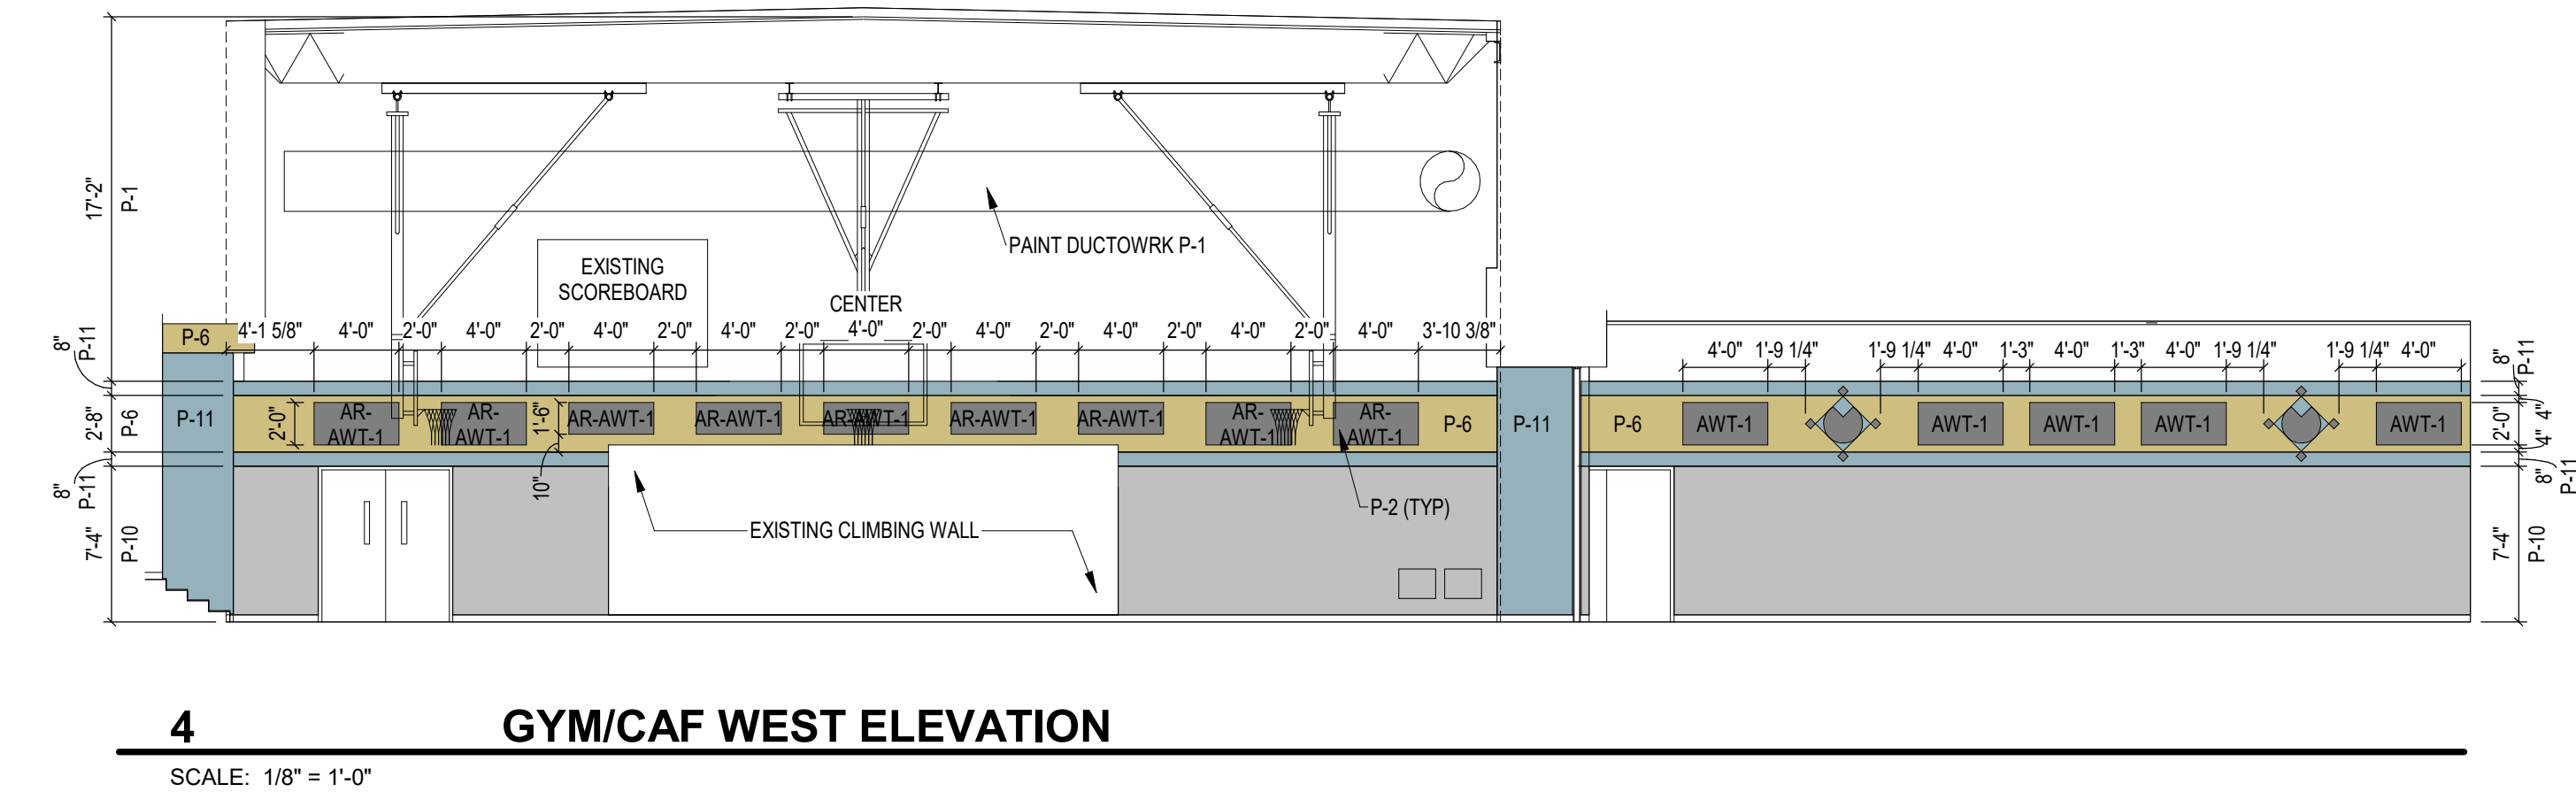 17'-2"
P-1
PAINT DUCTOWRK P-1
EXISTING
SCOREBOARD
CENTER
8"
P-11
P-6
4'-1 5/8"
4'-0"
2'-0"
4'-0"
2'-0"
4'-0"
2'-0"
4'-0"
2'-0"
4'-0"
2'-0"
4'-0"
2'-0"
4'-0"
2'-0"
4'-0"
2'-0"
4'-0"
3'-10 3/8"
4'-0"
1'-9 1/4"
1'-9 1/4"
4'-0"
1'-3"
4'-0"
1'-3"
4'-0"
1'-9 1/4"
1'-9 1/4"
4'-0"
8"
P-11
2'-8"
P-6
P-11
2'-0"
AR-
AWT-1
AR-
AWT-1
1'-6"
AR-AWT-1
AR-AWT-1
AR-AWT-1
AR-AWT-1
AR-AWT-1
AR-
AWT-1
AR-
AWT-1
P-6
P-11
P-6
AWT-1
AWT-1
AWT-1
AWT-1
AWT-1
4"
2'-0"
4"
8"
P-11
10"
8"
P-11
P-2 (TYP)
EXISTING CLIMBING WALL
7'-4"
P-10
7'-4"
P-10
4 GYM/CAF WEST ELEVATION
SCALE: 1/8" = 1'-0"